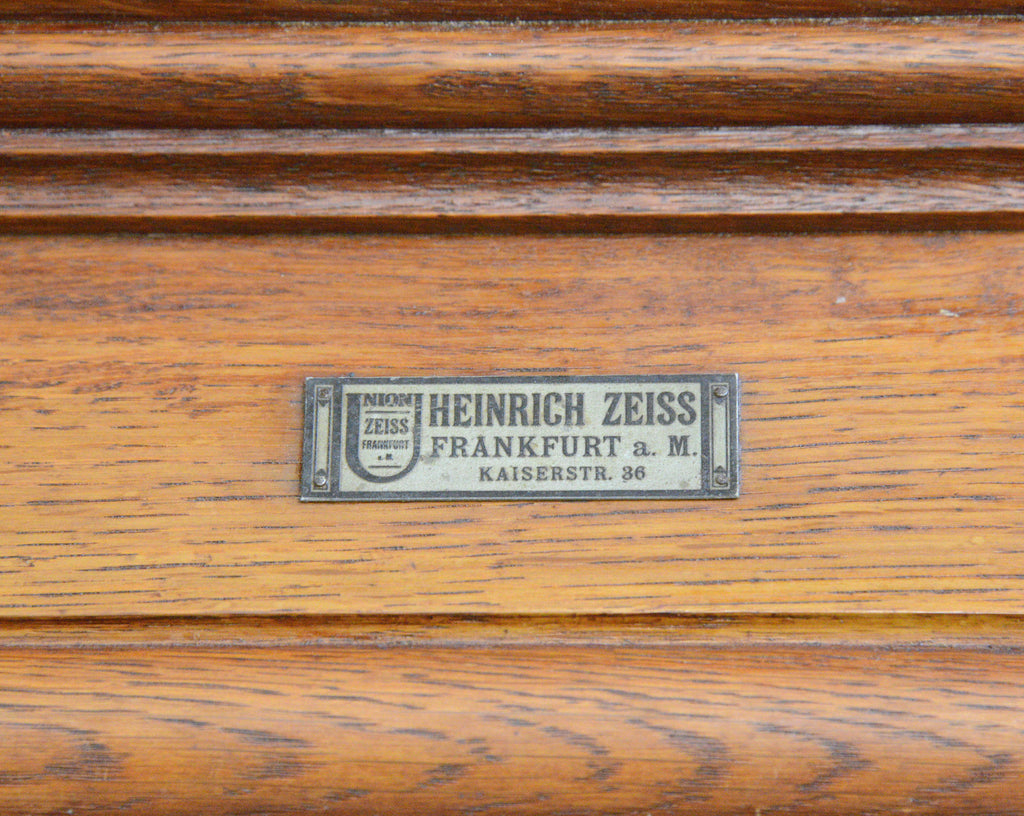 UNION
ZEISS
FRANKFURT
a. M.
HEINRICH ZEISS
FRANKFURT a. M.
KAISERSTR. 36